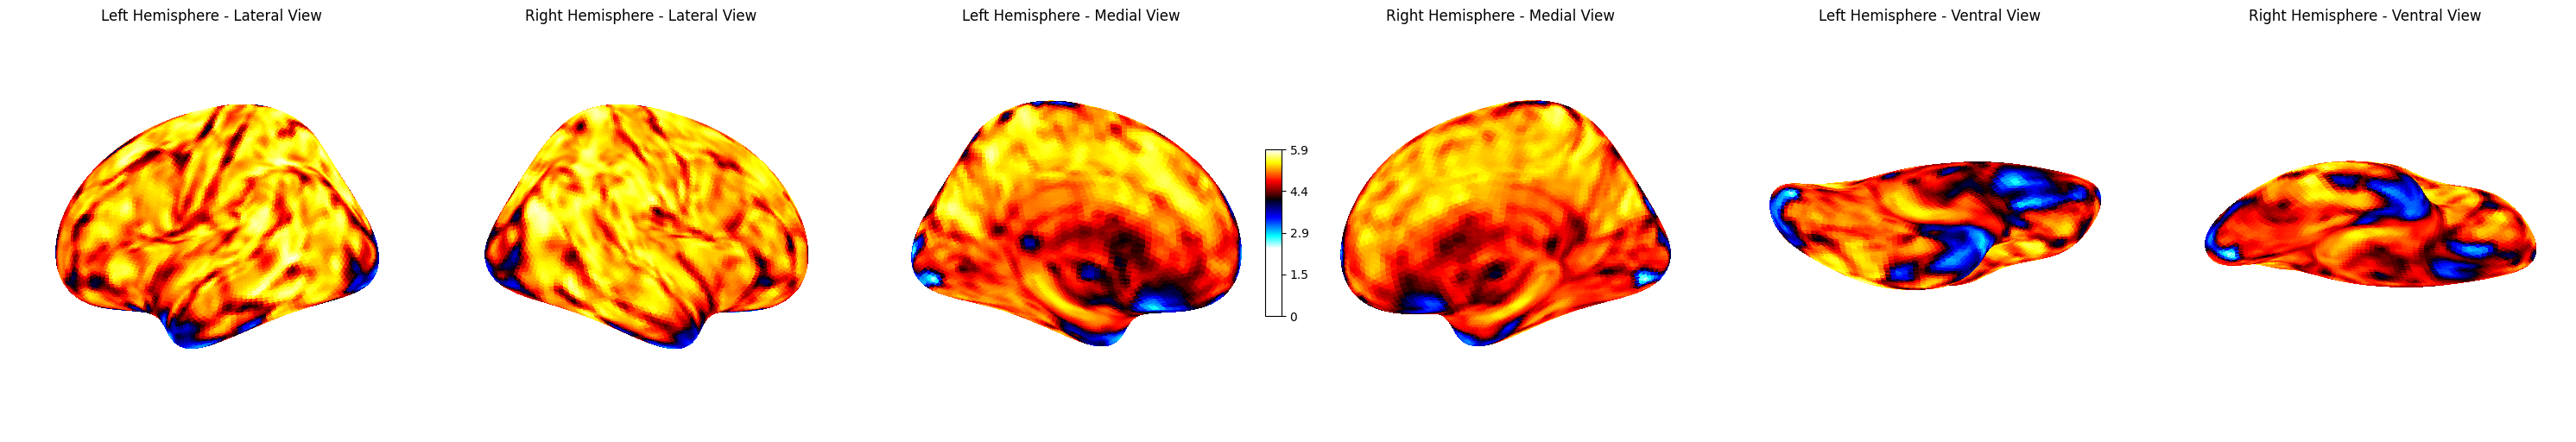 Left Hemisphere - Lateral View
Right Hemisphere - Lateral View
Left Hemisphere - Medial View
Right Hemisphere - Medial View
Left Hemisphere - Ventral View
Right Hemisphere - Ventral View
5.9
4.4
2.9
1.5
0